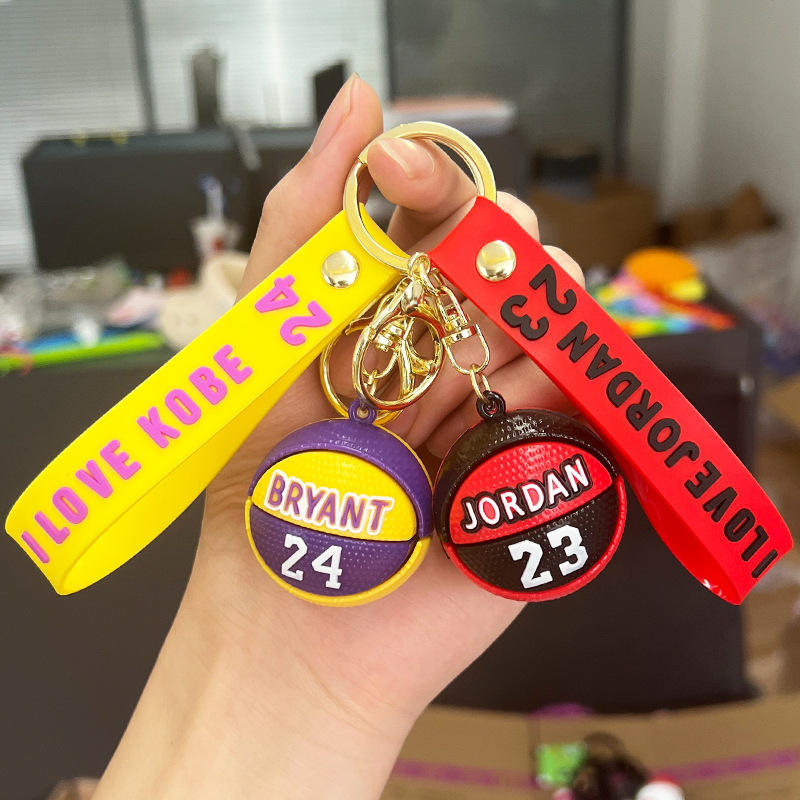 I LOVE KOBE 24
I LOVE JORDAN 23
BRYANT
24
JORDAN
23